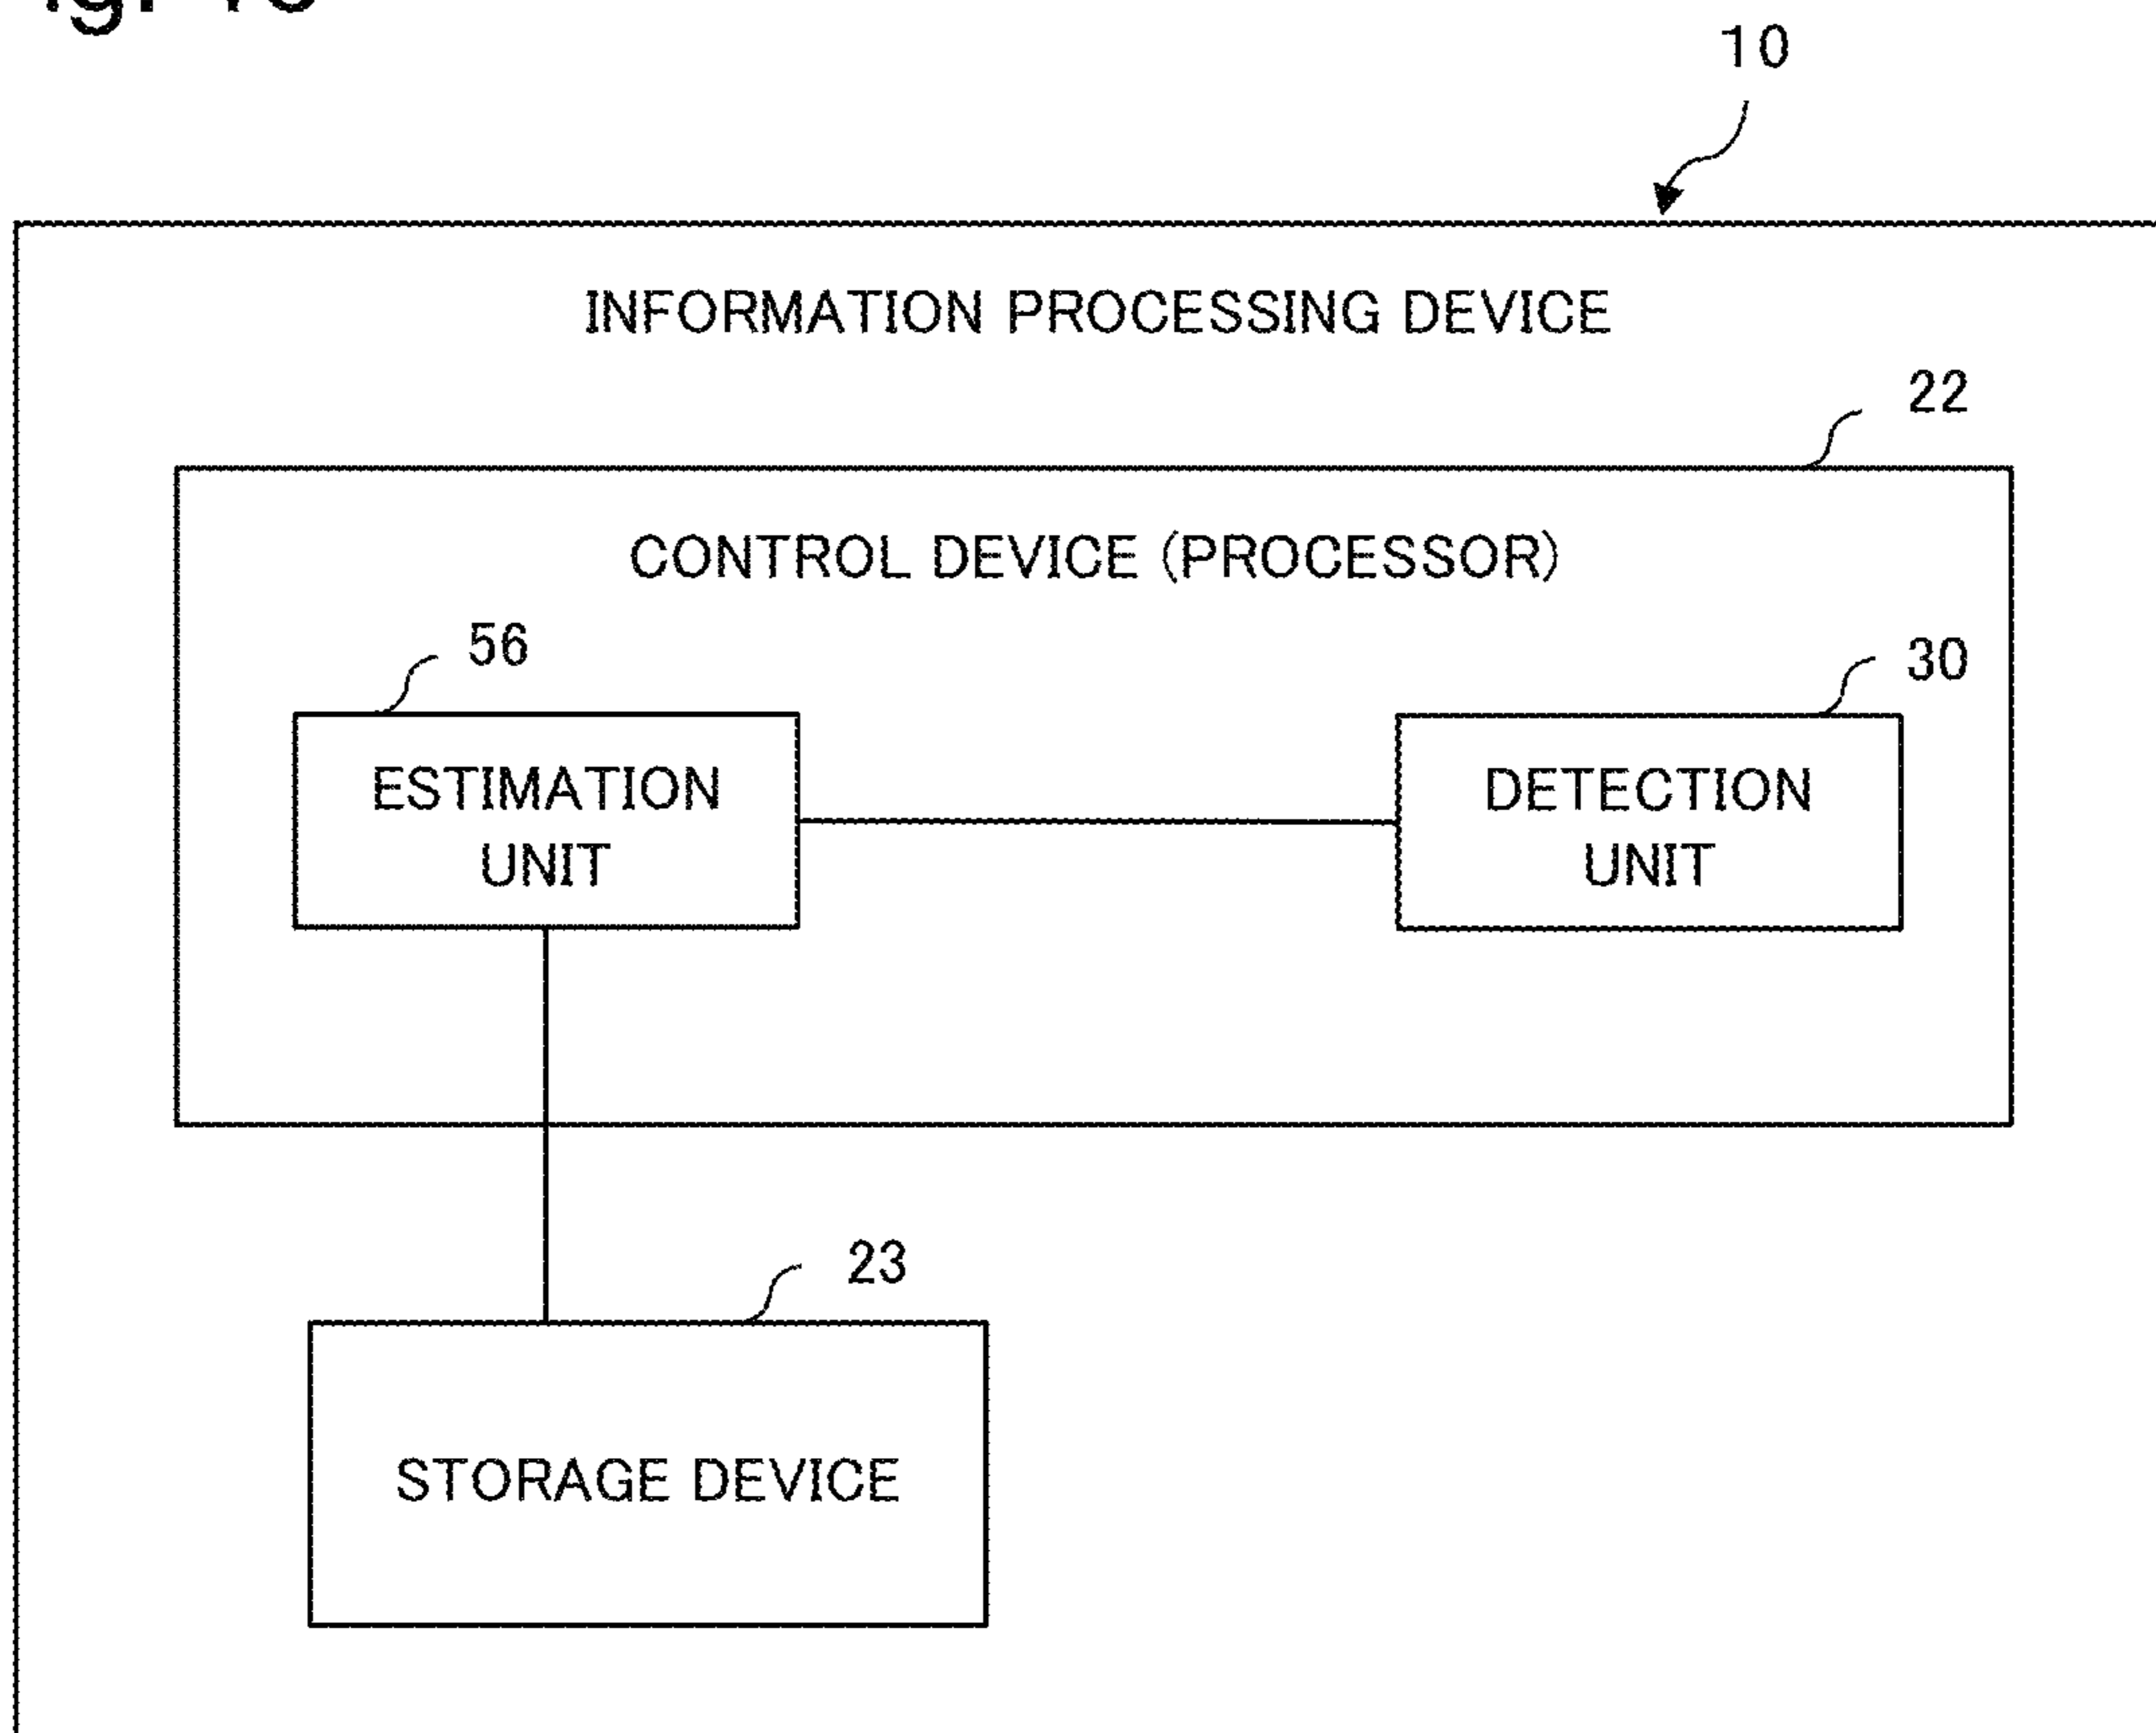 10
INFORMATION PROCESSING DEVICE
22
CONTROL DEVICE (PROCESSOR)
56
30
ESTIMATION
UNIT
DETECTION
UNIT
23
STORAGE DEVICE